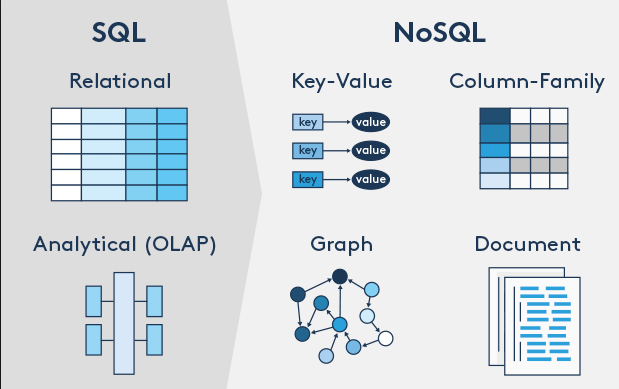 SQL
NoSQL
Relational
Key-Value
Column-Family
key
value
key
value
key
value
Analytical (OLAP)
Graph
Document